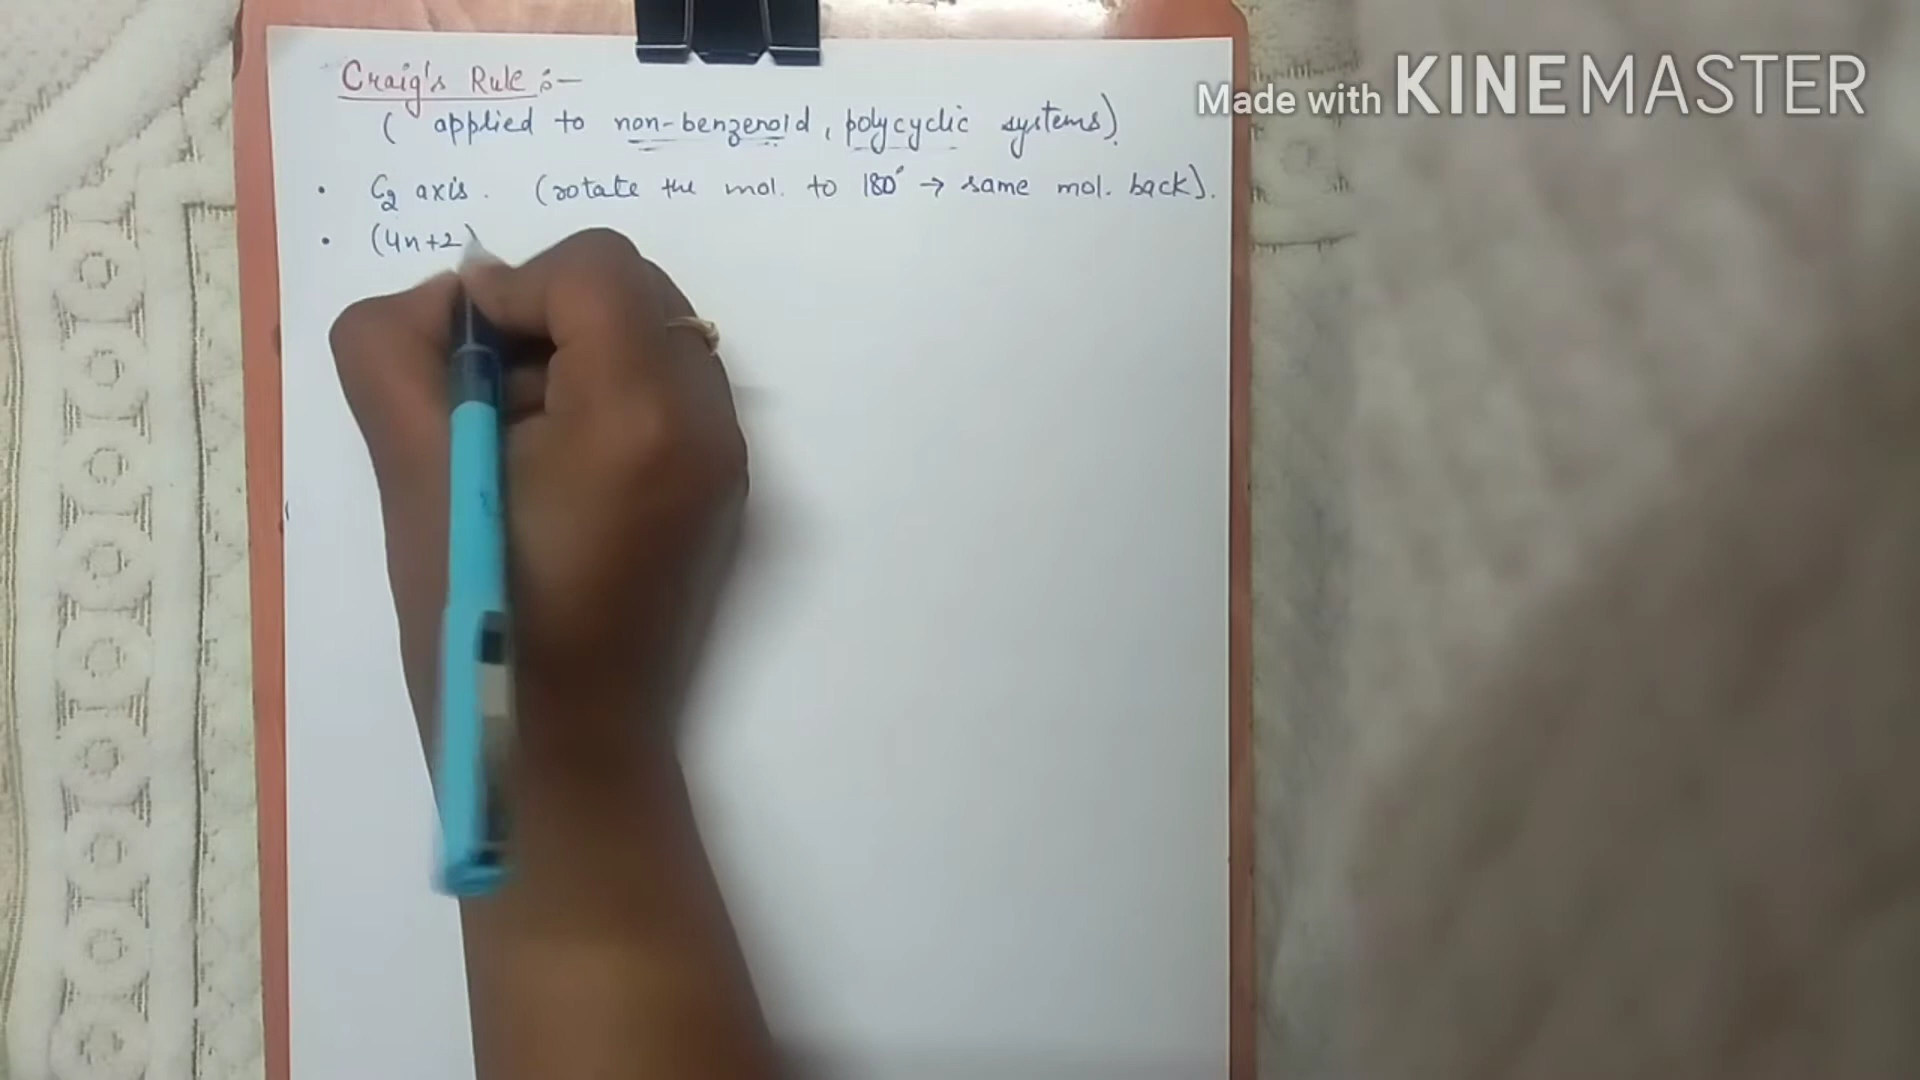 Craig's Rule :-
( applied to non-benzenoid, polycyclic systems).
• C2 axis. (rotate the mol. to 180° → same mol. back).
• (4n+2)
Made with KINEMASTER